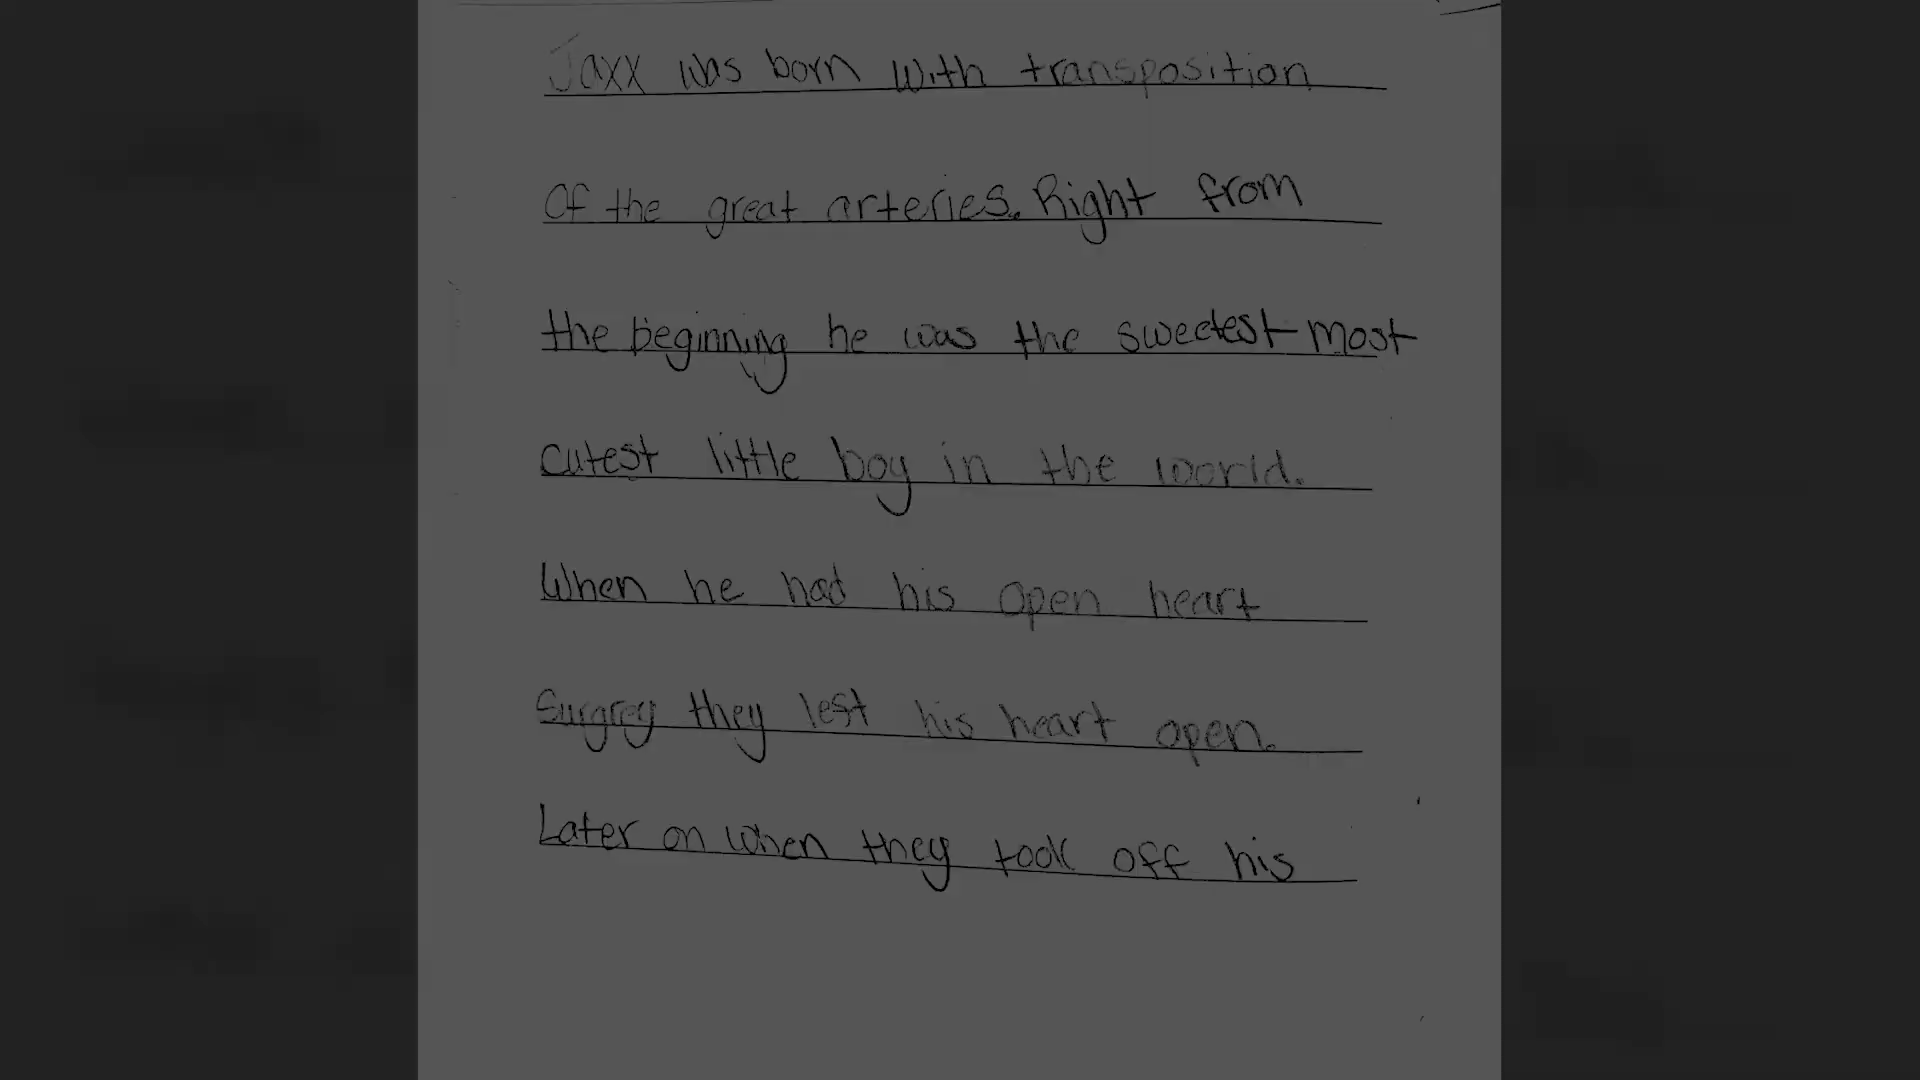 Jaxx was born with transposition
Of the great arteries. Right from
the beginning he was the sweetest most
cutest little boy in the world.
When he had his open heart
Surgrey they lest his heart open.
Later on when they took off his